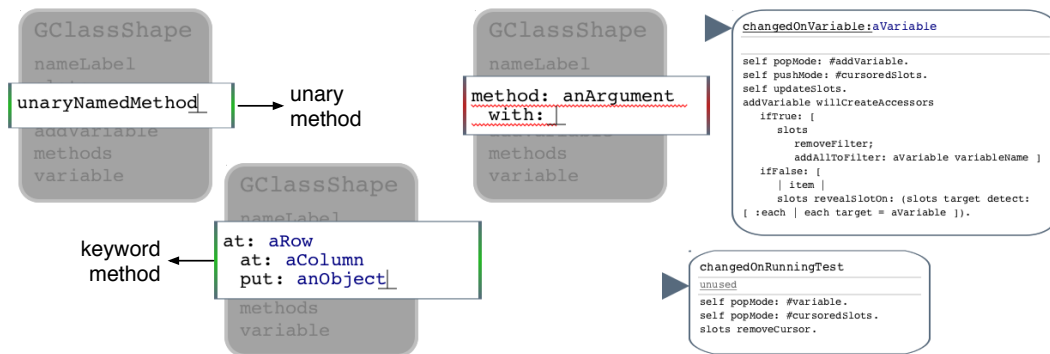 GClassShape
nameLabel
unaryNamedMethod
addVariable
methods
variable
unary
method
GClassShape
nameLabel
method: anArgument
with:
methods
variable
GClassShape
nameLabel
at: aRow
at: aColumn
put: anObject
methods
variable
keyword
method
changedOnVariable:aVariable
self popMode: #addVariable.
self pushMode: #cursoredSlots.
self updateSlots.
addVariable willCreateAccessors
ifTrue: [
slots
removeFilter;
addAllToFilter: aVariable variableName ]
ifFalse: [
| item |
slots revealSlotOn: (slots target detect:
[ :each | each target = aVariable ]).
changedOnRunningTest
unused
self popMode: #variable.
self popMode: #cursoredSlots.
slots removeCursor.